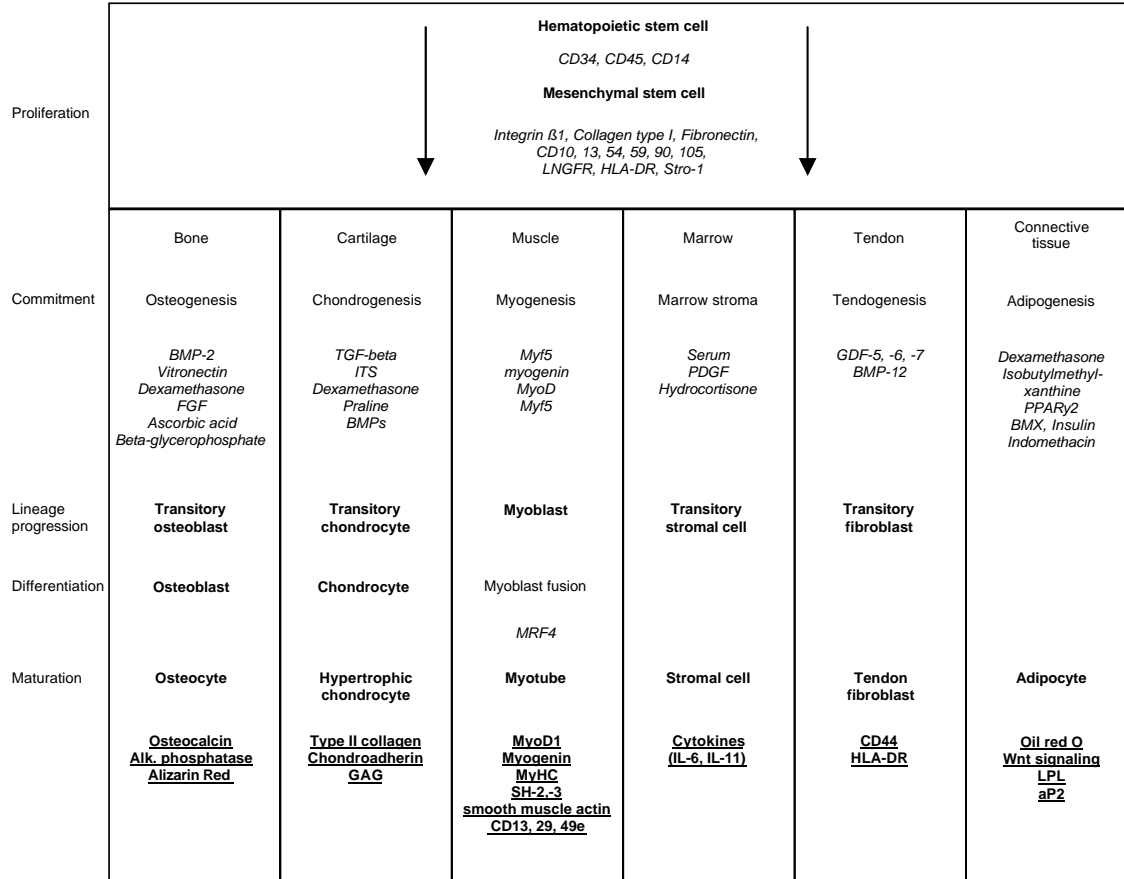 Hematopoietic stem cell
CD34, CD45, CD14
Mesenchymal stem cell
Proliferation
Integrin ß1, Collagen type I, Fibronectin,
CD10, 13, 54, 59, 90, 105,
LNGFR, HLA-DR, Stro-1
Bone
Cartilage
Muscle
Marrow
Tendon
Connective
tissue
Commitment
Osteogenesis
Chondrogenesis
Myogenesis
Marrow stroma
Tendogenesis
Adipogenesis
BMP-2
Vitronectin
Dexamethasone
FGF
Ascorbic acid
Beta-glycerophosphate
TGF-beta
ITS
Dexamethasone
Praline
BMPs
Myf5
myogenin
MyoD
Myf5
Serum
PDGF
Hydrocortisone
GDF-5, -6, -7
BMP-12
Dexamethasone
Isobutylmethyl-
xanthine
PPARy2
BMX, Insulin
Indomethacin
Lineage
progression
Transitory
osteoblast
Transitory
chondrocyte
Myoblast
Transitory
stromal cell
Transitory
fibroblast
Differentiation
Osteoblast
Chondrocyte
Myoblast fusion
MRF4
Maturation
Osteocyte
Hypertrophic
chondrocyte
Myotube
Stromal cell
Tendon
fibroblast
Adipocyte
Osteocalcin
Alk. phosphatase
Alizarin Red
Type II collagen
Chondroadherin
GAG
MyoD1
Myogenin
MyHC
SH-2,-3
smooth muscle actin
CD13, 29, 49e
Cytokines
(IL-6, IL-11)
CD44
HLA-DR
Oil red O
Wnt signaling
LPL
aP2